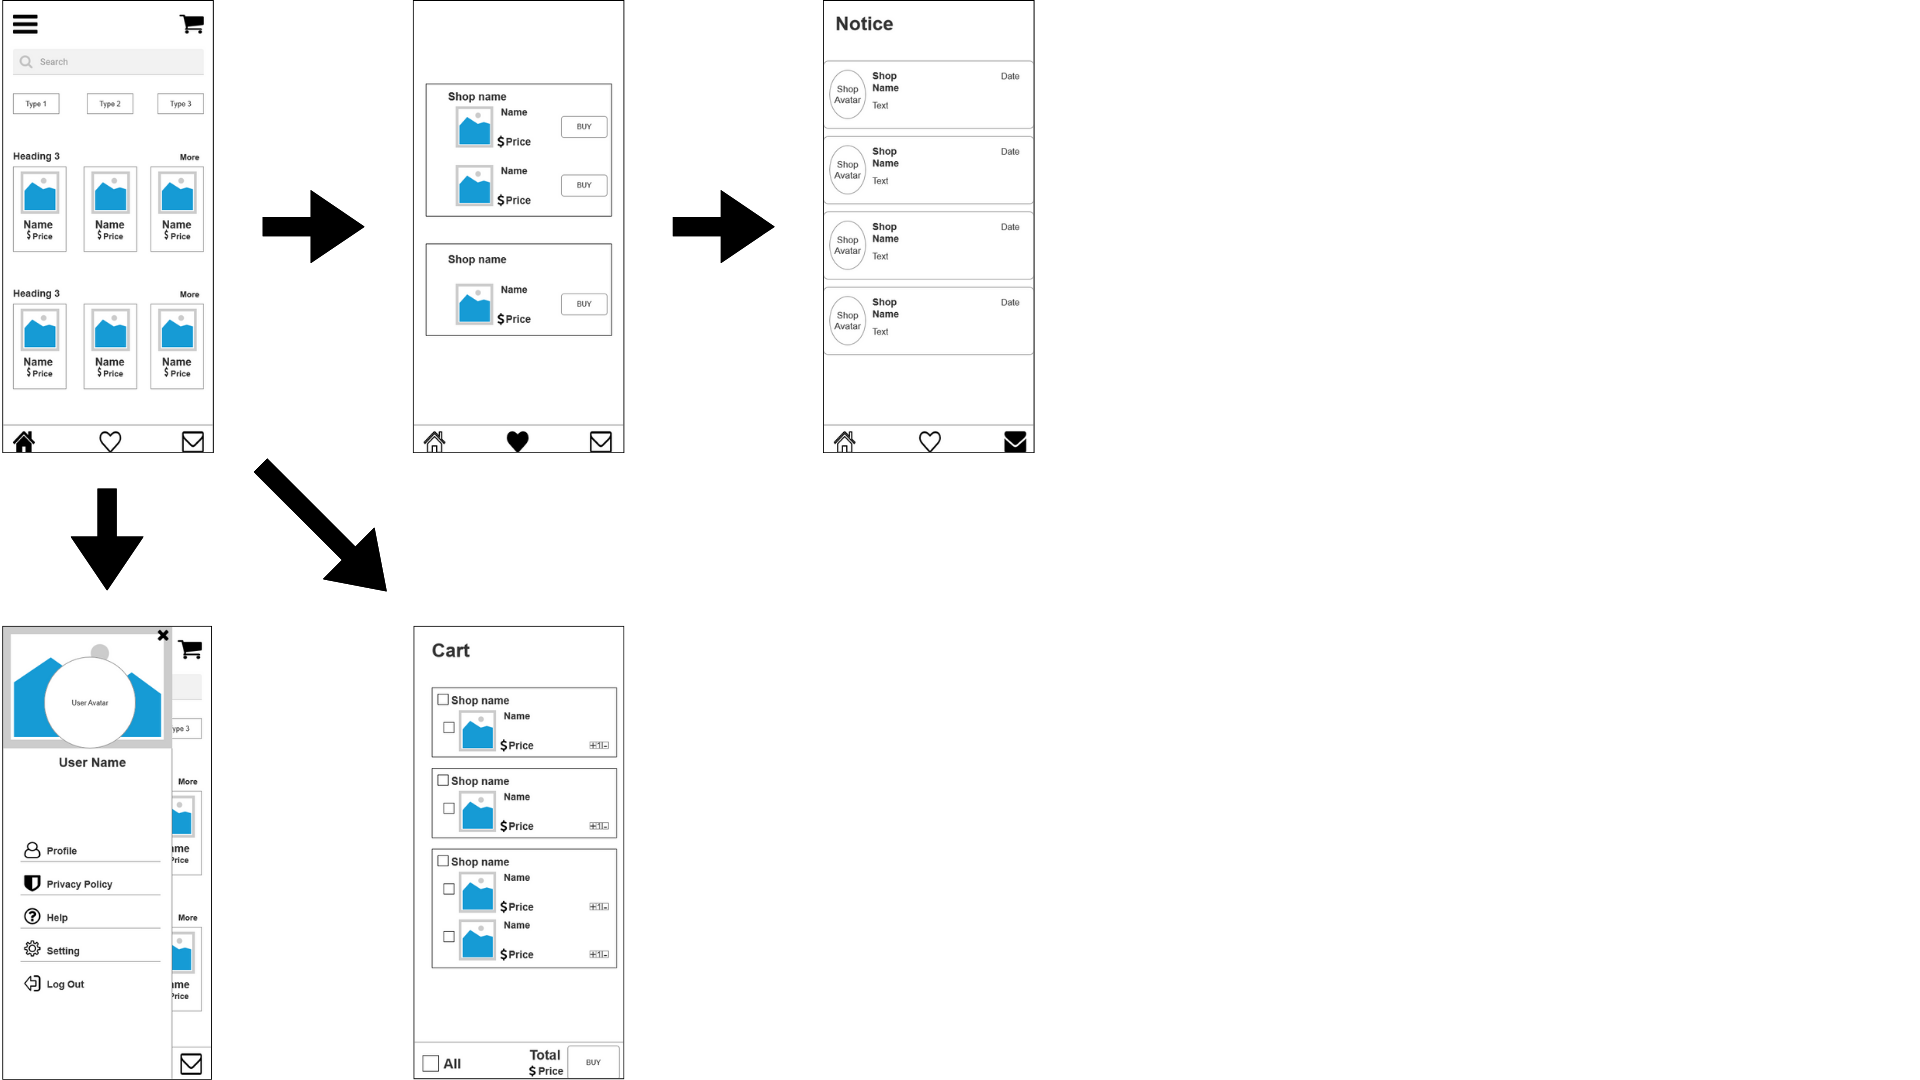 Search
Type 1 Type 2 Type 3
Heading 3 More
Name Name Name
$ Price $ Price $ Price
Heading 3 More
Name Name Name
$ Price $ Price $ Price
Shop name
Name
BUY
$ Price
Name
BUY
$ Price
Shop name
Name
BUY
$ Price
Notice
Shop Avatar
Shop Name
Date
Text
Shop Avatar
Shop Name
Date
Text
Shop Avatar
Shop Name
Date
Text
Shop Avatar
Shop Name
Date
Text
User Avatar
User Name
Profile
Privacy Policy
Help
Setting
Log Out
ype 3
More
me
Price
More
me
Price
Cart
Shop name
Name
$ Price +1-
Shop name
Name
$ Price +1-
Shop name
Name
$ Price +1-
Name
$ Price +1-
All
Total
$ Price
BUY